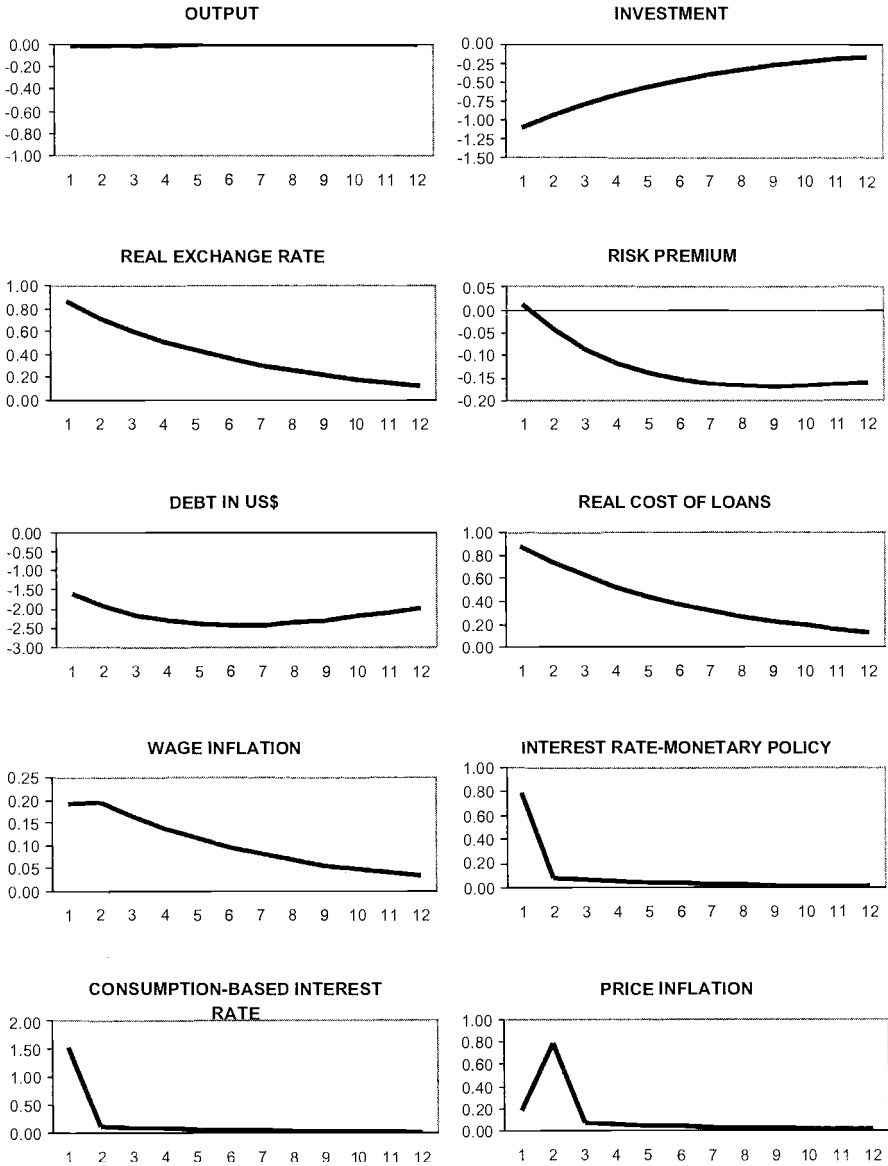 OUTPUT
0.00
-0.20
-0.40
-0.60
-0.80
-1.00
1 2 3 4 5 6 7 8 9 10 11 12
INVESTMENT
0.00
-0.25
-0.50
-0.75
-1.00
-1.25
-1.50
1 2 3 4 5 6 7 8 9 10 11 12
REAL EXCHANGE RATE
1.00
0.80
0.60
0.40
0.20
0.00
1 2 3 4 5 6 7 8 9 10 11 12
RISK PREMIUM
0.05
0.00
-0.05
-0.10
-0.15
-0.20
1 2 3 4 5 6 7 8 9 10 11 12
DEBT IN US$
0.00
-0.50
-1.00
-1.50
-2.00
-2.50
-3.00
1 2 3 4 5 6 7 8 9 10 11 12
REAL COST OF LOANS
1.00
0.80
0.60
0.40
0.20
0.00
1 2 3 4 5 6 7 8 9 10 11 12
WAGE INFLATION
0.25
0.20
0.15
0.10
0.05
0.00
1 2 3 4 5 6 7 8 9 10 11 12
INTEREST RATE-MONETARY POLICY
1.00
0.80
0.60
0.40
0.20
0.00
1 2 3 4 5 6 7 8 9 10 11 12
CONSUMPTION-BASED INTEREST
RATE
2.00
1.50
1.00
0.50
0.00
1 2 3 4 5 6 7 8 9 10 11 12
PRICE INFLATION
1.00
0.80
0.60
0.40
0.20
0.00
1 2 3 4 5 6 7 8 9 10 11 12